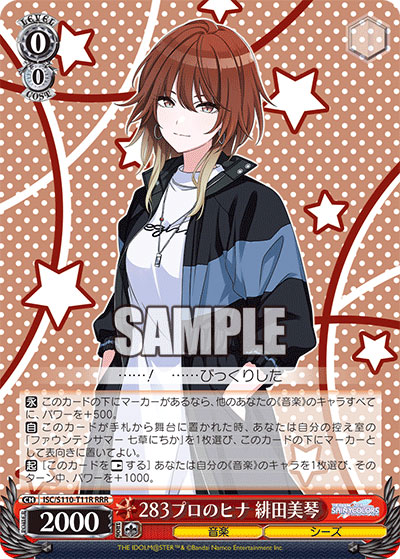 LEVEL
0
0
COST
SAMPLE
……！　……びっくりした
永 このカードの下にマーカーがあるなら、他のあなたの《音楽》のキャラすべてに、パワーを＋500。
自 このカードが手札から舞台に置かれた時、あなたは自分の控え室の「ファウンテンサマー 七草にちか」を1枚選び、このカードの下にマーカーとして表向きに置いてよい。
起 ［このカードを する］ あなたは自分の《音楽》のキャラを1枚選び、そのターン中、パワーを＋1000。
CH ISC/S110-T11R RRR
283プロのヒナ 緋田美琴
POWER
2000
SOUL
音楽
シーズ
THE IDOLM@STER SHINYCOLORS
THE IDOLM@STER™& ©Bandai Namco Entertainment Inc.